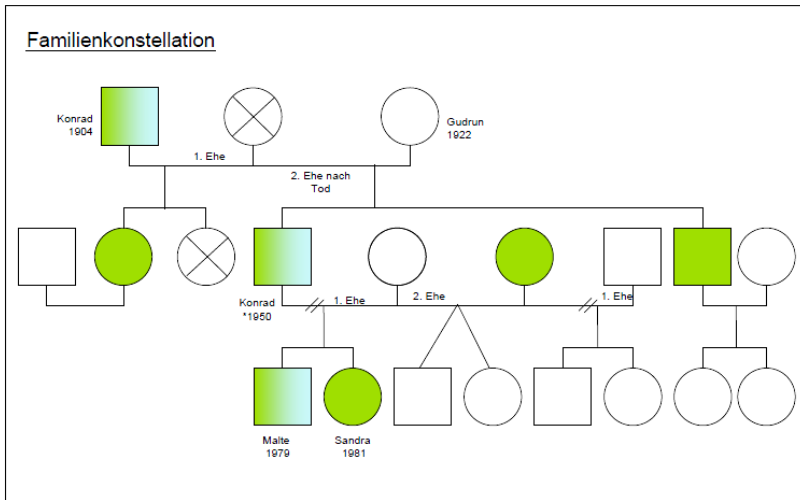 Familienkonstellation
Konrad
1904
Gudrun
1922
1. Ehe
2. Ehe nach
Tod
Konrad
*1950
1. Ehe
2. Ehe
1. Ehe
Malte
1979
Sandra
1981